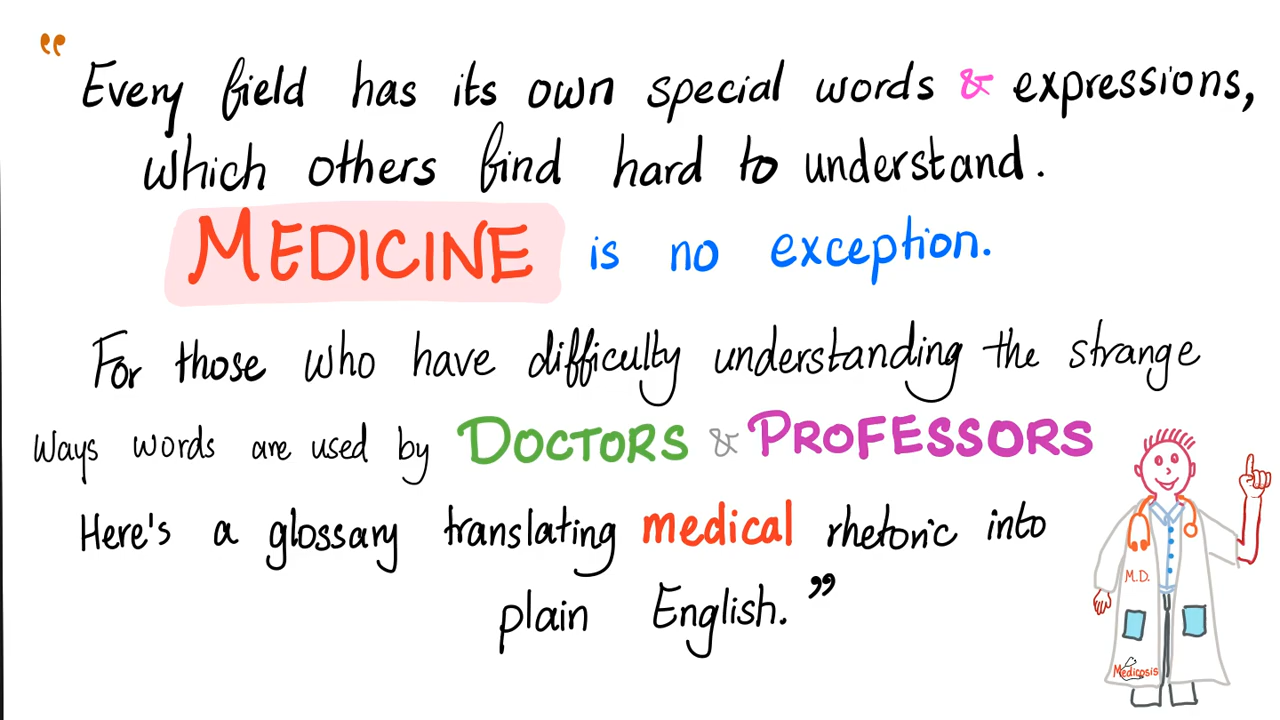 “ Every field has its own special words & expressions,
which others find hard to understand.
MEDICINE is no exception.
For those who have difficulty understanding the strange
ways words are used by DOCTORS & PROFESSORS
Here's a glossary translating medical rhetoric into
plain English. ”
M.D.
Medicosis